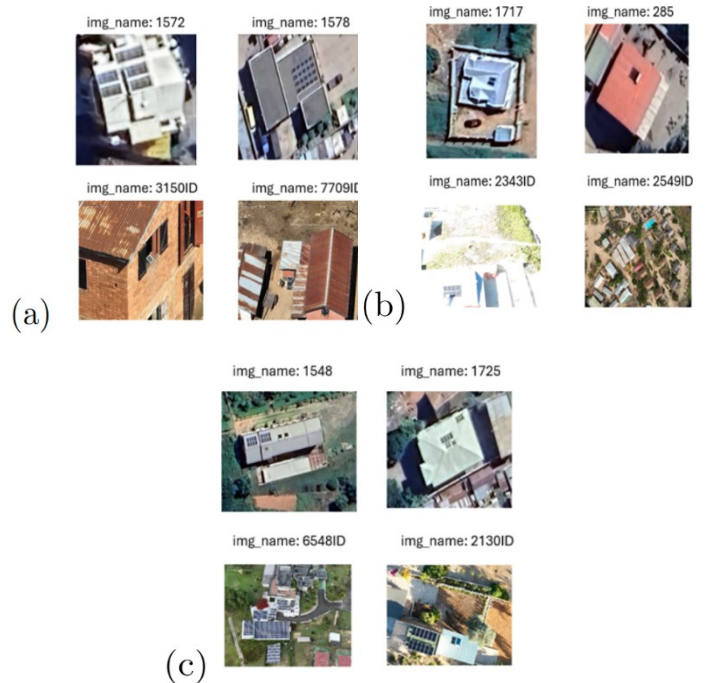 img_name: 1572
img_name: 1578
img_name: 3150ID
img_name: 7709ID
(a)
img_name: 1717
img_name: 285
img_name: 2343ID
img_name: 2549ID
(b)
img_name: 1548
img_name: 1725
img_name: 6548ID
img_name: 2130ID
(c)